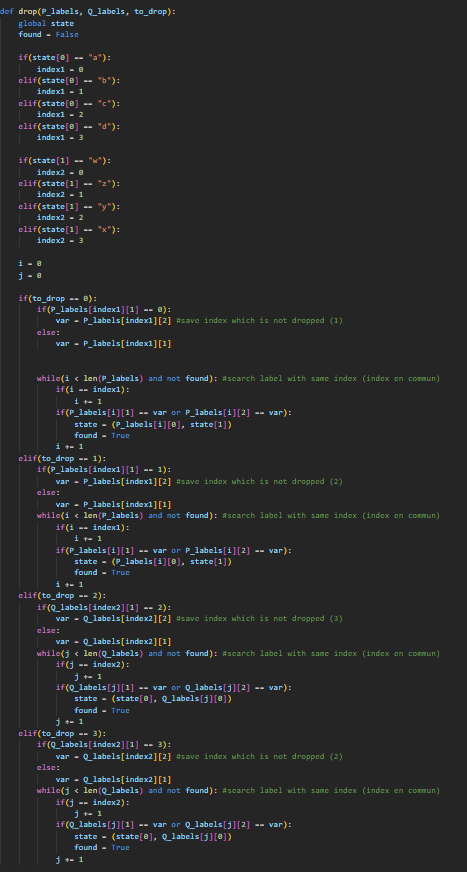 def drop(P_labels, Q_labels, to_drop):
    global state
    found = False

    if(state[0] == "a"):
        index1 = 0
    elif(state[0] == "b"):
        index1 = 1
    elif(state[0] == "c"):
        index1 = 2
    elif(state[0] == "d"):
        index1 = 3

    if(state[1] == "w"):
        index2 = 0
    elif(state[1] == "z"):
        index2 = 1
    elif(state[1] == "y"):
        index2 = 2
    elif(state[1] == "x"):
        index2 = 3

    i = 0
    j = 0

    if(to_drop == 0):
        if(P_labels[index1][1] == 0):
            var = P_labels[index1][2] #save index which is not dropped (1)
        else:
            var = P_labels[index1][1]


        while(i < len(P_labels) and not found): #search label with same index (index en commun)
            if(i == index1):
                i += 1
            if(P_labels[i][1] == var or P_labels[i][2] == var):
                state = (P_labels[i][0], state[1])
                found = True
            i += 1
    elif(to_drop == 1):
        if(P_labels[index1][1] == 1):
            var = P_labels[index1][2] #save index which is not dropped (2)
        else:
            var = P_labels[index1][1]
        while(i < len(P_labels) and not found): #search label with same index (index en commun)
            if(i == index1):
                i += 1
            if(P_labels[i][1] == var or P_labels[i][2] == var):
                state = (P_labels[i][0], state[1])
                found = True
            i += 1
    elif(to_drop == 2):
        if(Q_labels[index2][1] == 2):
            var = Q_labels[index2][2] #save index which is not dropped (3)
        else:
            var = Q_labels[index2][1]
        while(j < len(Q_labels) and not found): #search label with same index (index en commun)
            if(j == index2):
                j += 1
            if(Q_labels[j][1] == var or Q_labels[j][2] == var):
                state = (state[0], Q_labels[j][0])
                found = True
            j += 1
    elif(to_drop == 3):
        if(Q_labels[index2][1] == 3):
            var = Q_labels[index2][2] #save index which is not dropped (2)
        else:
            var = Q_labels[index2][1]
        while(j < len(Q_labels) and not found): #search label with same index (index en commun)
            if(j == index2):
                j += 1
            if(Q_labels[j][1] == var or Q_labels[j][2] == var):
                state = (state[0], Q_labels[j][0])
                found = True
            j += 1